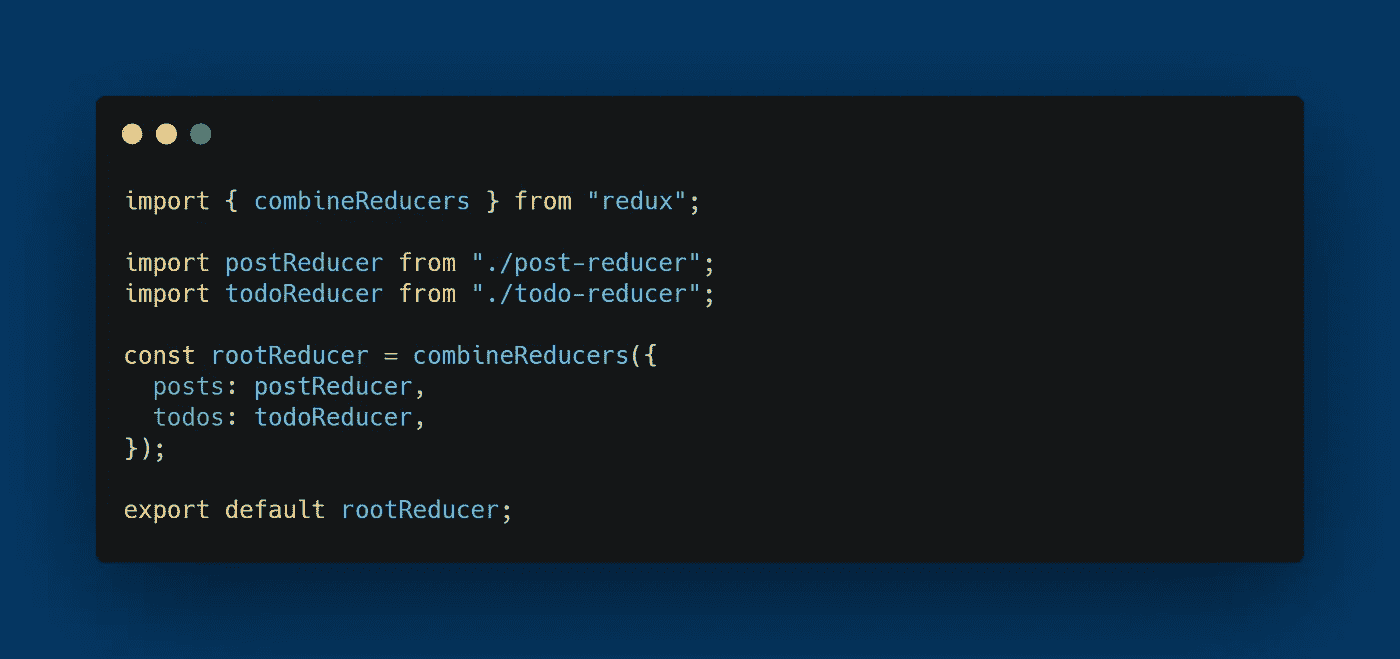 import { combineReducers } from "redux";
import postReducer from "./post-reducer";
import todoReducer from "./todo-reducer";
const rootReducer = combineReducers({
  posts: postReducer,
  todos: todoReducer,
});
export default rootReducer;